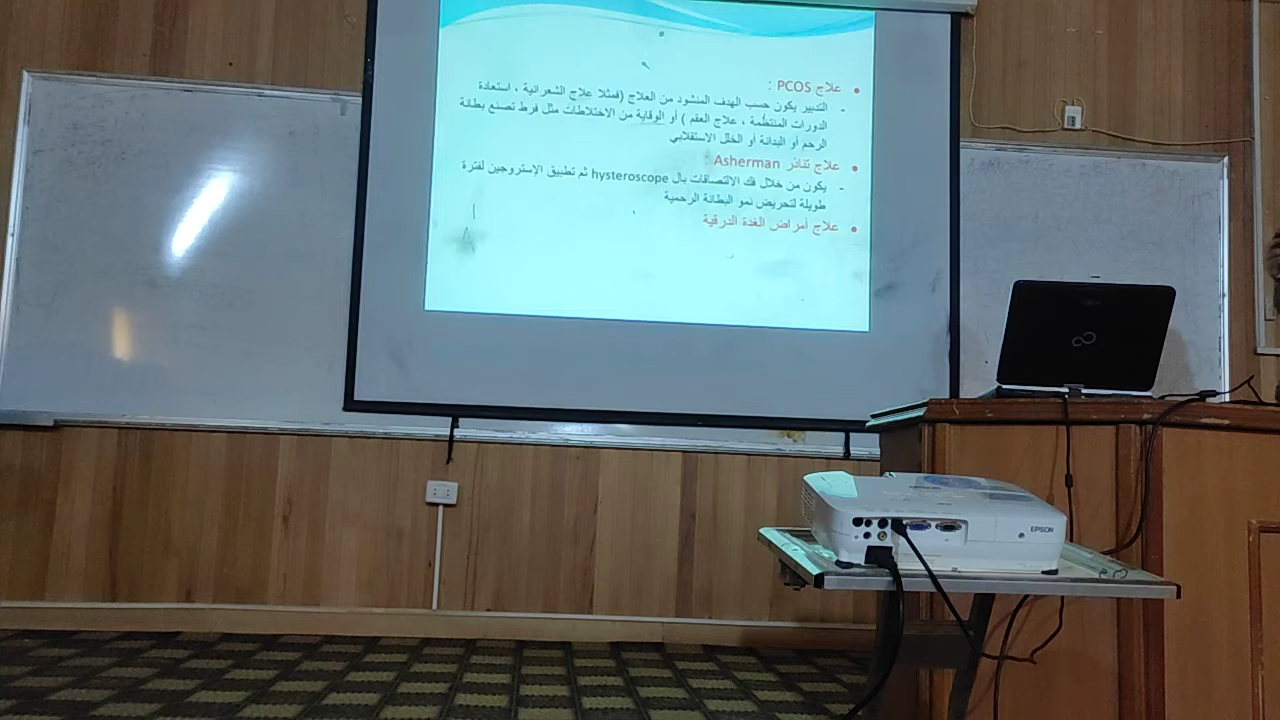 • علاج PCOS :
- التدبير يكون حسب الهدف المنشود من العلاج (فمثلا علاج الشعرانية ، استعادة
الدورات المنتظمة ، علاج العقم ) أو الوقاية من الاختلاطات مثل فرط تصنع بطانة
الرحم أو البدانة أو الخلل الاستقلابي
• علاج تناذر Asherman :
- يكون من خلال فك الالتصاقات بال hysteroscope ثم تطبيق الإستروجين لفترة
طويلة لتحريض نمو البطانة الرحمية
• علاج أمراض الغدة الدرقية
EPSON